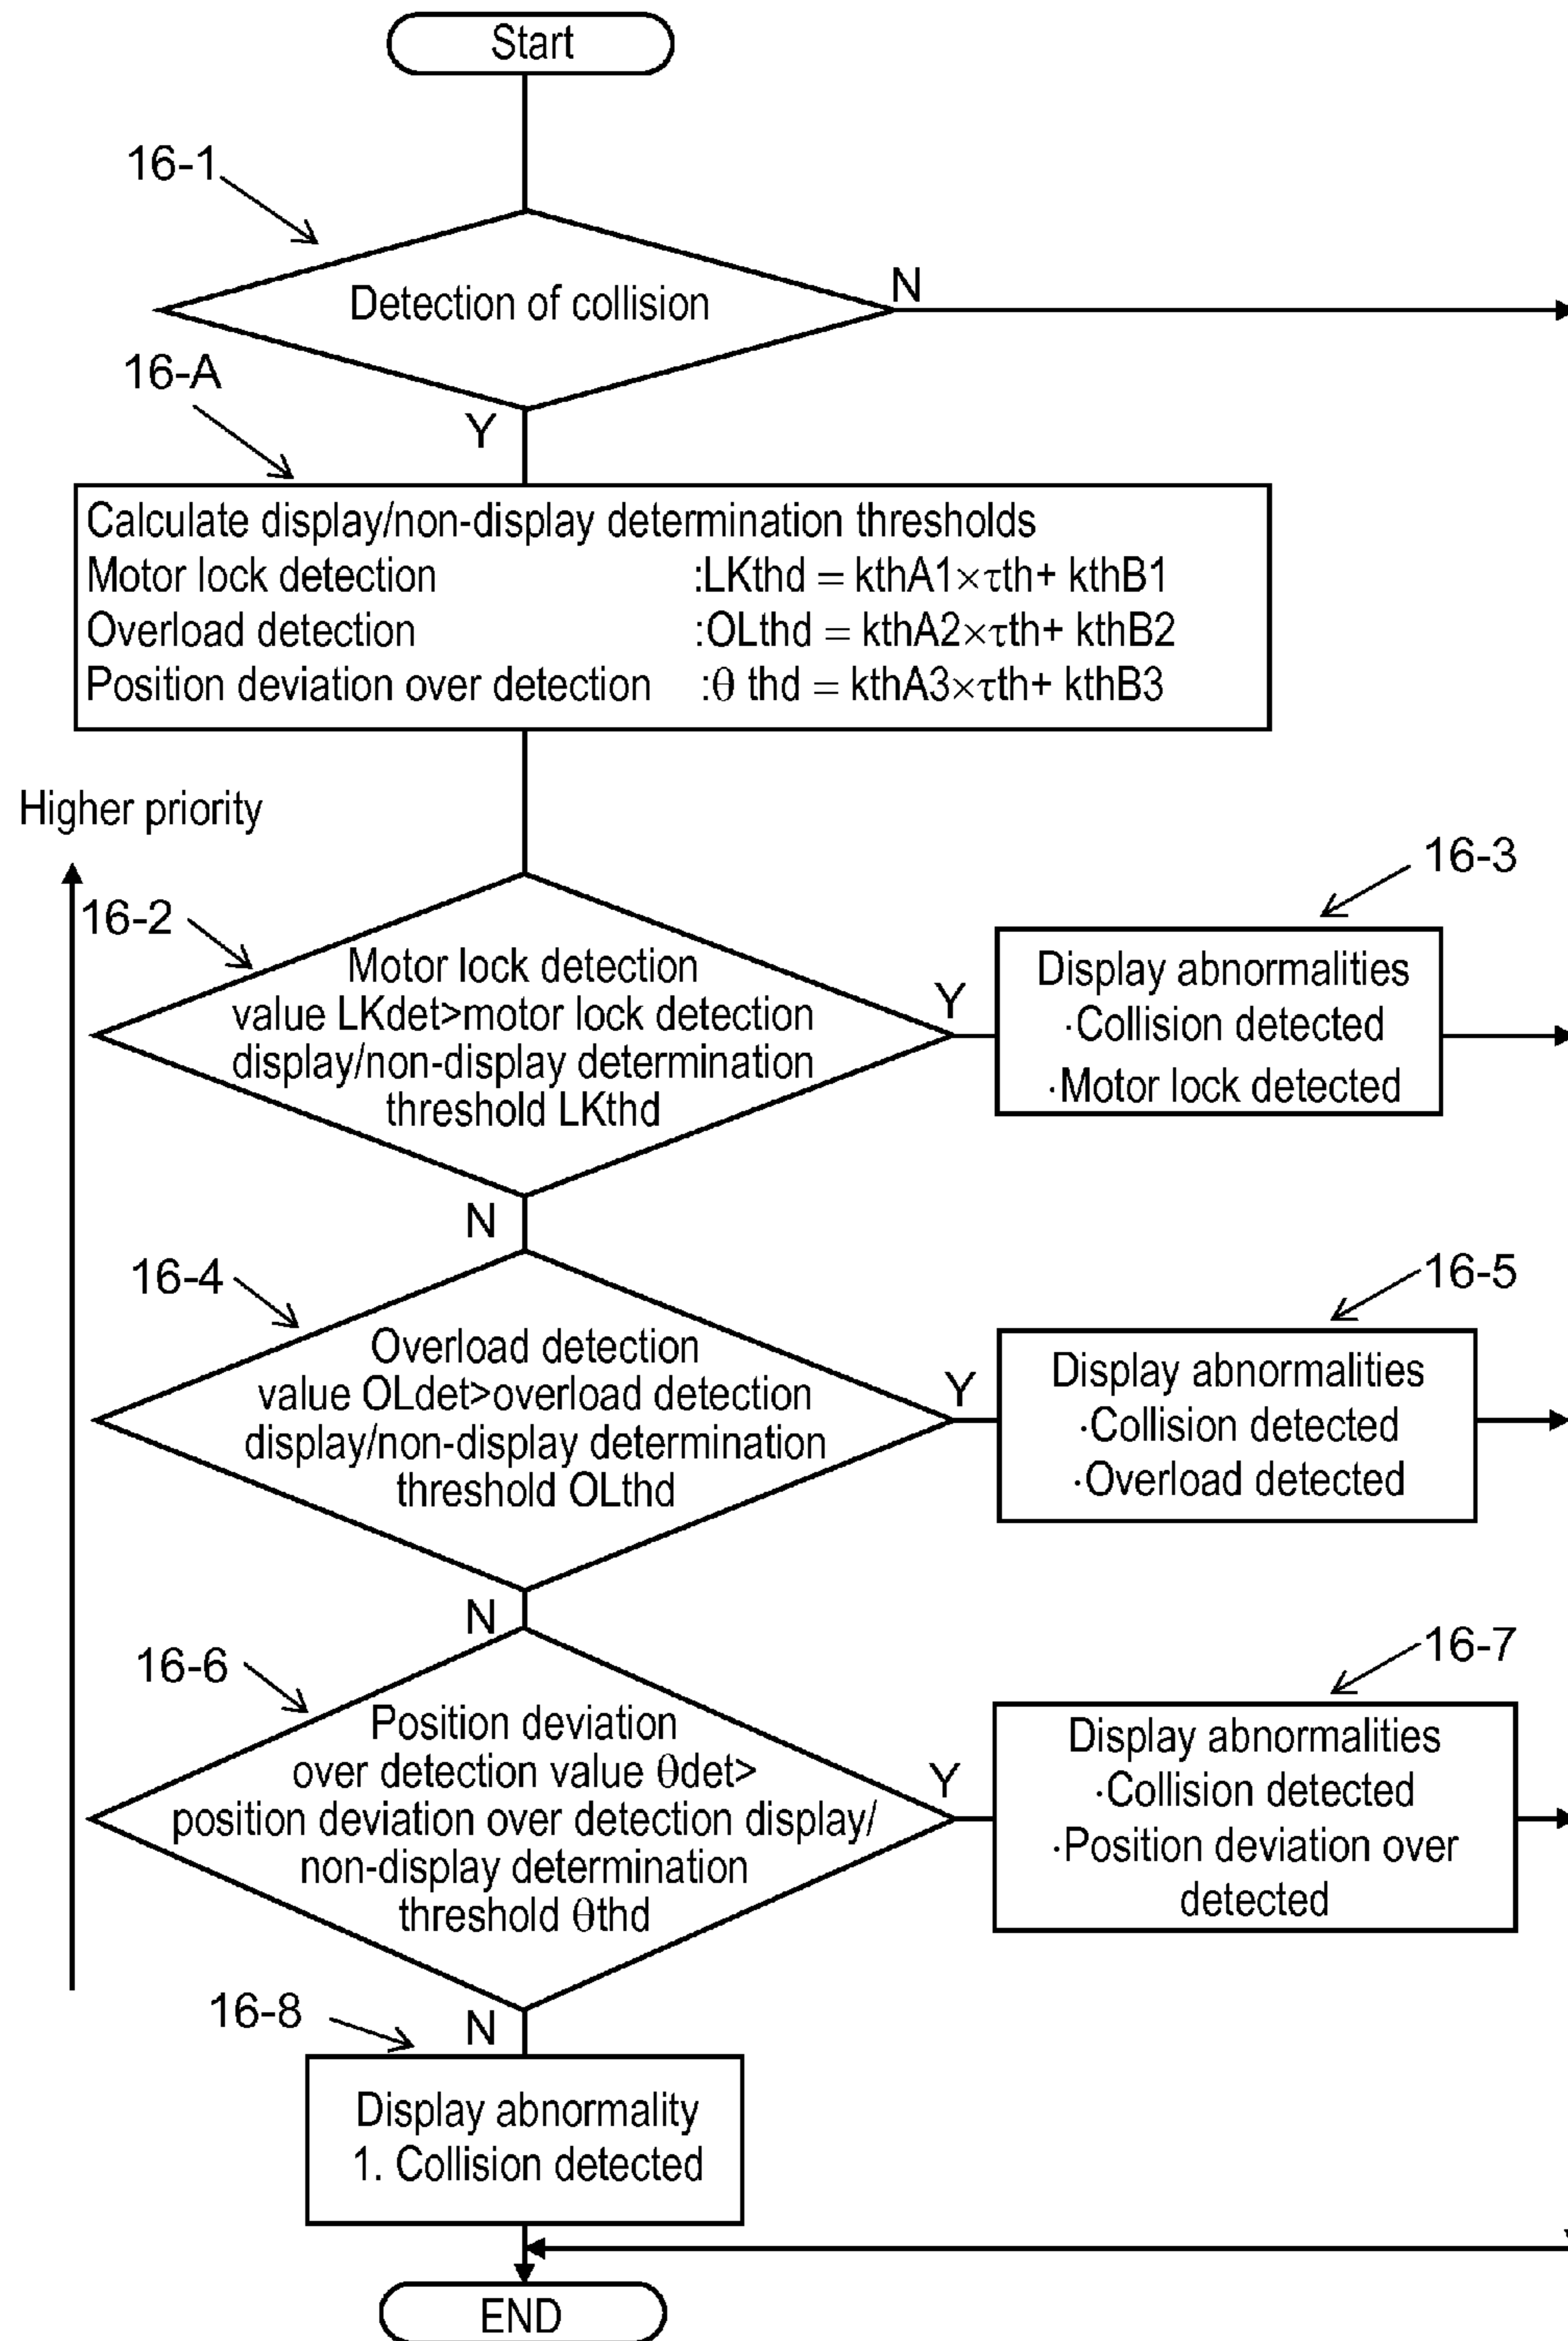 Start
16-1
Detection of collision
N
16-A
Y
Calculate display/non-display determination thresholds
Motor lock detection :LKthd = kthA1×τth+ kthB1
Overload detection :OLthd = kthA2×τth+ kthB2
Position deviation over detection :θ thd = kthA3×τth+ kthB3
Higher priority
16-2
Motor lock detection
value LKdet>motor lock detection
display/non-display determination
threshold LKthd
Y
16-3
Display abnormalities
·Collision detected
·Motor lock detected
N
16-4
Overload detection
value OLdet>overload detection
display/non-display determination
threshold OLthd
Y
16-5
Display abnormalities
·Collision detected
·Overload detected
N
16-6
Position deviation
over detection value θdet>
position deviation over detection display/
non-display determination
threshold θthd
Y
16-7
Display abnormalities
·Collision detected
·Position deviation over
detected
N
16-8
Display abnormality
1. Collision detected
END